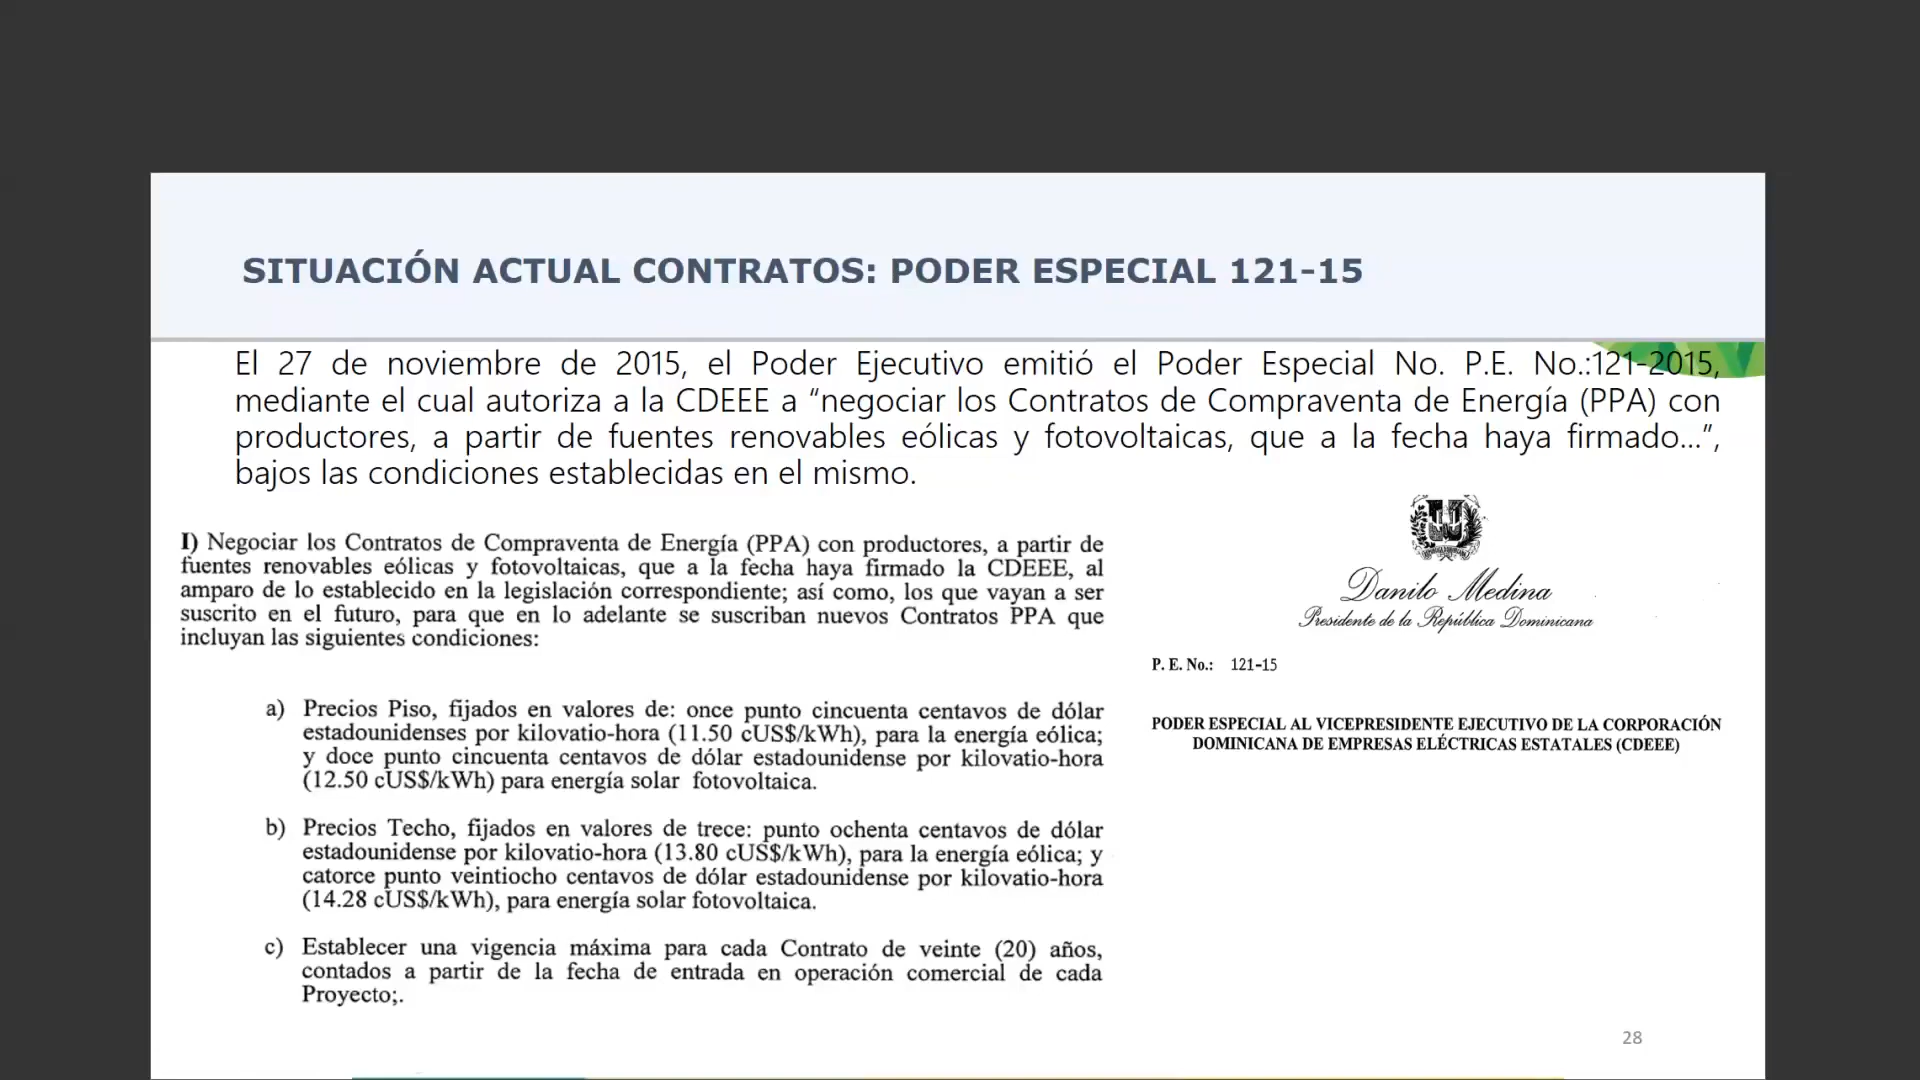 SITUACIÓN ACTUAL CONTRATOS: PODER ESPECIAL 121-15
El 27 de noviembre de 2015, el Poder Ejecutivo emitió el Poder Especial No. P.E. No.:121-2015,
mediante el cual autoriza a la CDEEE a “negociar los Contratos de Compraventa de Energía (PPA) con
productores, a partir de fuentes renovables eólicas y fotovoltaicas, que a la fecha haya firmado...”,
bajos las condiciones establecidas en el mismo.
I) Negociar los Contratos de Compraventa de Energía (PPA) con productores, a partir de
fuentes renovables eólicas y fotovoltaicas, que a la fecha haya firmado la CDEEE, al
amparo de lo establecido en la legislación correspondiente; así como, los que vayan a ser
suscrito en el futuro, para que en lo adelante se suscriban nuevos Contratos PPA que
incluyan las siguientes condiciones:
a) Precios Piso, fijados en valores de: once punto cincuenta centavos de dólar
estadounidenses por kilovatio-hora (11.50 cUS$/kWh), para la energía eólica;
y doce punto cincuenta centavos de dólar estadounidense por kilovatio-hora
(12.50 cUS$/kWh) para energía solar fotovoltaica.
b) Precios Techo, fijados en valores de trece: punto ochenta centavos de dólar
estadounidense por kilovatio-hora (13.80 cUS$/kWh), para la energía eólica; y
catorce punto veintiocho centavos de dólar estadounidense por kilovatio-hora
(14.28 cUS$/kWh), para energía solar fotovoltaica.
c) Establecer una vigencia máxima para cada Contrato de veinte (20) años,
contados a partir de la fecha de entrada en operación comercial de cada
Proyecto;.
Danilo Medina
Presidente de la República Dominicana
P. E. No.: 121-15
PODER ESPECIAL AL VICEPRESIDENTE EJECUTIVO DE LA CORPORACIÓN
DOMINICANA DE EMPRESAS ELÉCTRICAS ESTATALES (CDEEE)
28